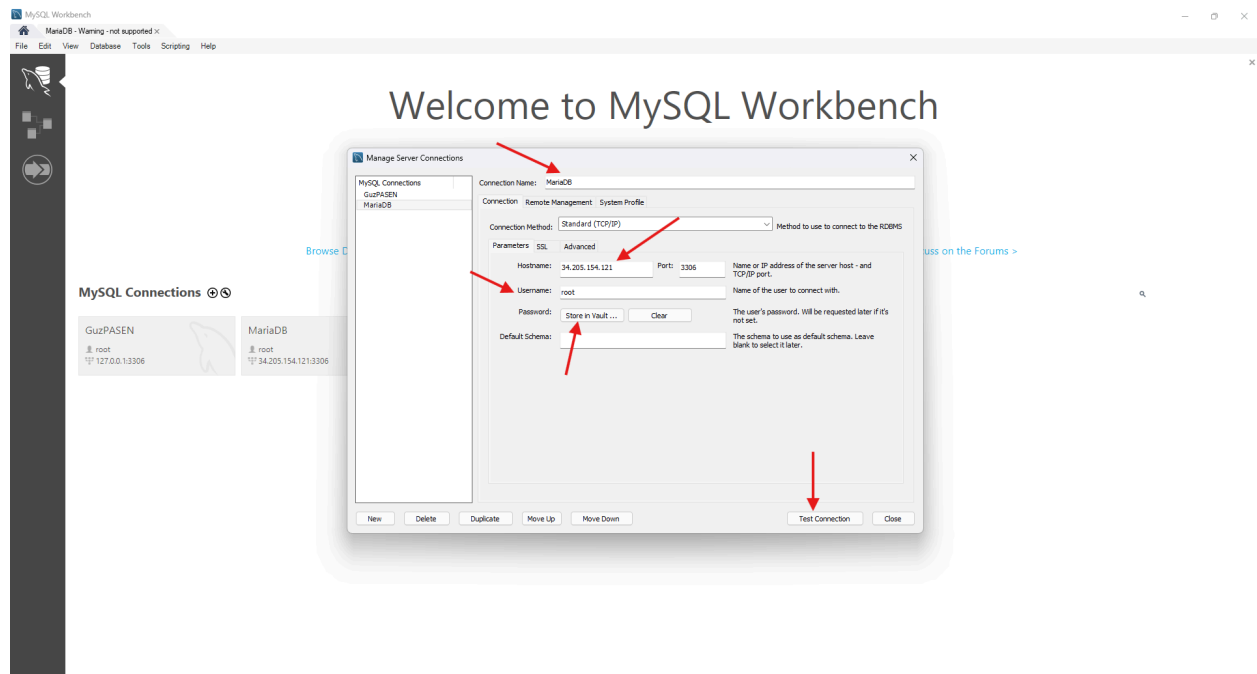 MySQL Workbench
MariaDB - Warning - not supported ×
File Edit View Database Tools Scripting Help
Welcome to MySQL Workbench
Manage Server Connections
MySQL Connections
GuzPASEN
MariaDB
Connection Name: MariaDB
Connection Remote Management System Profile
Connection Method: Standard (TCP/IP) Method to use to connect to the RDBMS
Parameters SSL Advanced
Hostname: 34.205.154.121 Port: 3306 Name or IP address of the server host - and
TCP/IP port.
Username: root Name of the user to connect with.
Password: Store in Vault ... Clear The user's password. Will be requested later if it's
not set.
Default Schema: The schema to use as default schema. Leave
blank to select it later.
New Delete Duplicate Move Up Move Down Test Connection Close
Browse
uss on the Forums >
MySQL Connections
GuzPASEN
root
127.0.0.1:3306
MariaDB
root
34.205.154.121:3306